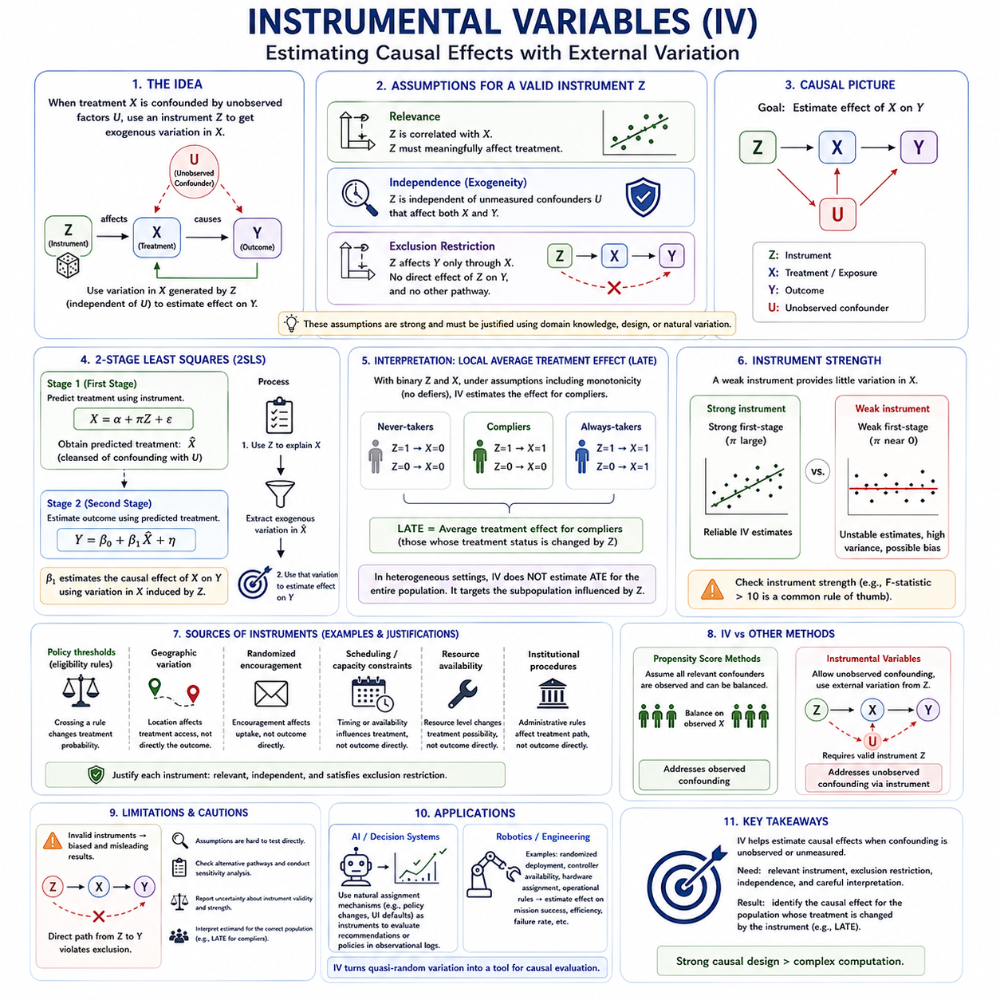 INSTRUMENTAL VARIABLES (IV)
Estimating Causal Effects with External Variation
1. THE IDEA
When treatment X is confounded by unobserved
factors U, use an instrument Z to get
exogenous variation in X.
U
(Unobserved
Confounder)
affects
causes
Z
(Instrument)
X
(Treatment)
Y
(Outcome)
Use variation in X generated by Z
(independent of U) to estimate effect on Y.
2. ASSUMPTIONS FOR A VALID INSTRUMENT Z
Relevance
Z is correlated with X.
Z must meaningfully affect treatment.
Independence (Exogeneity)
Z is independent of unmeasured confounders U
that affect both X and Y.
Exclusion Restriction
Z affects Y only through X.
No direct effect of Z on Y,
and no other pathway.
Z
X
Y
These assumptions are strong and must be justified using domain knowledge, design, or natural variation.
3. CAUSAL PICTURE
Goal: Estimate effect of X on Y
Z
X
Y
U
Z: Instrument
X: Treatment / Exposure
Y: Outcome
U: Unobserved confounder
4. 2-STAGE LEAST SQUARES (2SLS)
Stage 1 (First Stage)
Predict treatment using instrument.
X = α + πZ + ε
Obtain predicted treatment: X̂
(cleansed of confounding with U)
Stage 2 (Second Stage)
Estimate outcome using predicted treatment.
Y = β₀ + β₁X̂ + η
β₁ estimates the causal effect of X on Y
using variation in X induced by Z.
Process
1. Use Z to explain X
Extract exogenous
variation in X̂
2. Use that variation
to estimate effect
on Y
5. INTERPRETATION: LOCAL AVERAGE TREATMENT EFFECT (LATE)
With binary Z and X, under assumptions including monotonicity
(no defiers), IV estimates the effect for compliers.
Never-takers
Z=1 → X=0
Z=0 → X=0
Compliers
Z=1 → X=1
Z=0 → X=0
Always-takers
Z=1 → X=1
Z=0 → X=1
LATE = Average treatment effect for compliers
(those whose treatment status is changed by Z)
In heterogeneous settings, IV does NOT estimate ATE for the
entire population. It targets the subpopulation influenced by Z.
6. INSTRUMENT STRENGTH
A weak instrument provides little variation in X.
Strong instrument
Strong first-stage
(π large)
Reliable IV estimates
vs.
Weak instrument
Weak first-stage
(π near 0)
Unstable estimates, high
variance, possible bias
Check instrument strength (e.g., F-statistic
> 10 is a common rule of thumb).
7. SOURCES OF INSTRUMENTS (EXAMPLES & JUSTIFICATIONS)
Policy thresholds
(eligibility rules)
Crossing a rule
changes treatment
probability.
Geographic
variation
Location affects
treatment access, not
directly the outcome.
Randomized
encouragement
Encouragement affects
uptake, not outcome
directly.
Scheduling /
capacity constraints
Timing or availability
influences treatment,
not outcome directly.
Resource
availability
Resource level changes
treatment possibility,
not outcome directly.
Institutional
procedures
Administrative rules
affect treatment path,
not outcome directly.
Justify each instrument: relevant, independent, and satisfies exclusion restriction.
8. IV vs OTHER METHODS
Propensity Score Methods
Assume all relevant confounders
are observed and can be balanced.
Balance on
observed X
Addresses observed
confounding
Instrumental Variables
Allow unobserved confounding,
use external variation from Z.
Z
X
Y
U
Requires valid instrument Z
Addresses unobserved
confounding via instrument
9. LIMITATIONS & CAUTIONS
Invalid instruments →
biased and misleading
results.
Z
X
Y
Direct path from Z to Y
violates exclusion.
Assumptions are hard to test directly.
Check alternative pathways and conduct
sensitivity analysis.
Report uncertainty about instrument validity
and strength.
Interpret estimand for the correct population
(e.g., LATE for compliers).
10. APPLICATIONS
AI / Decision Systems
Use natural assignment
mechanisms (e.g., policy
changes, UI defaults) as
instruments to evaluate
recommendations or
policies in observational logs.
Robotics / Engineering
Examples: randomized
deployment, controller
availability, hardware
assignment, operational
rules → estimate effect on
mission success, efficiency,
failure rate, etc.
IV turns quasi-random variation into a tool for causal evaluation.
11. KEY TAKEAWAYS
IV helps estimate causal effects when confounding is
unobserved or unmeasured.
Need: relevant instrument, exclusion restriction,
independence, and careful interpretation.
Result: identify the causal effect for the
population whose treatment is changed
by the instrument (e.g., LATE).
Strong causal design > complex computation.